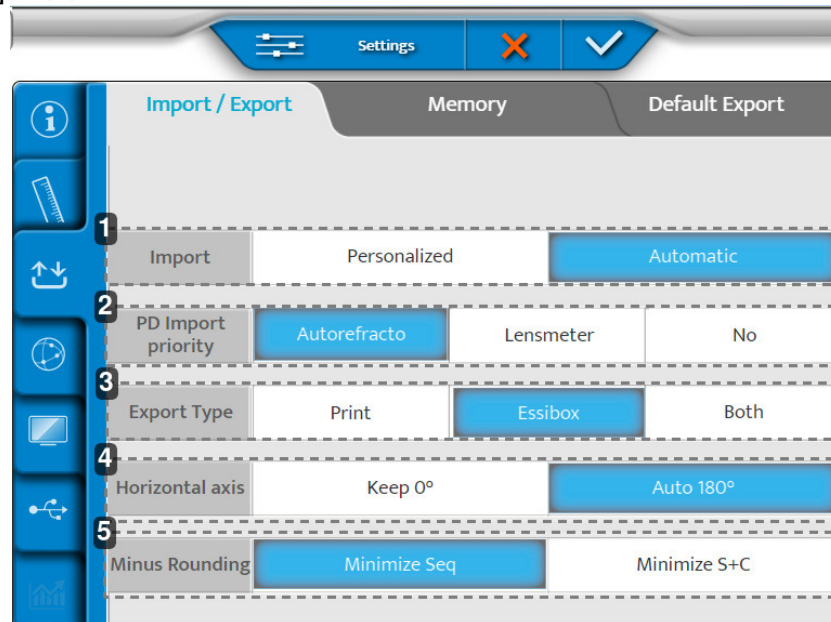 Settings
Import / Export Memory Default Export
1
Import Personalized Automatic
2
PD Import
priority
Autorefracto Lensmeter No
3
Export Type Print Essibox Both
4
Horizontal axis Keep 0° Auto 180°
5
Minus Rounding Minimize Seq Minimize S+C